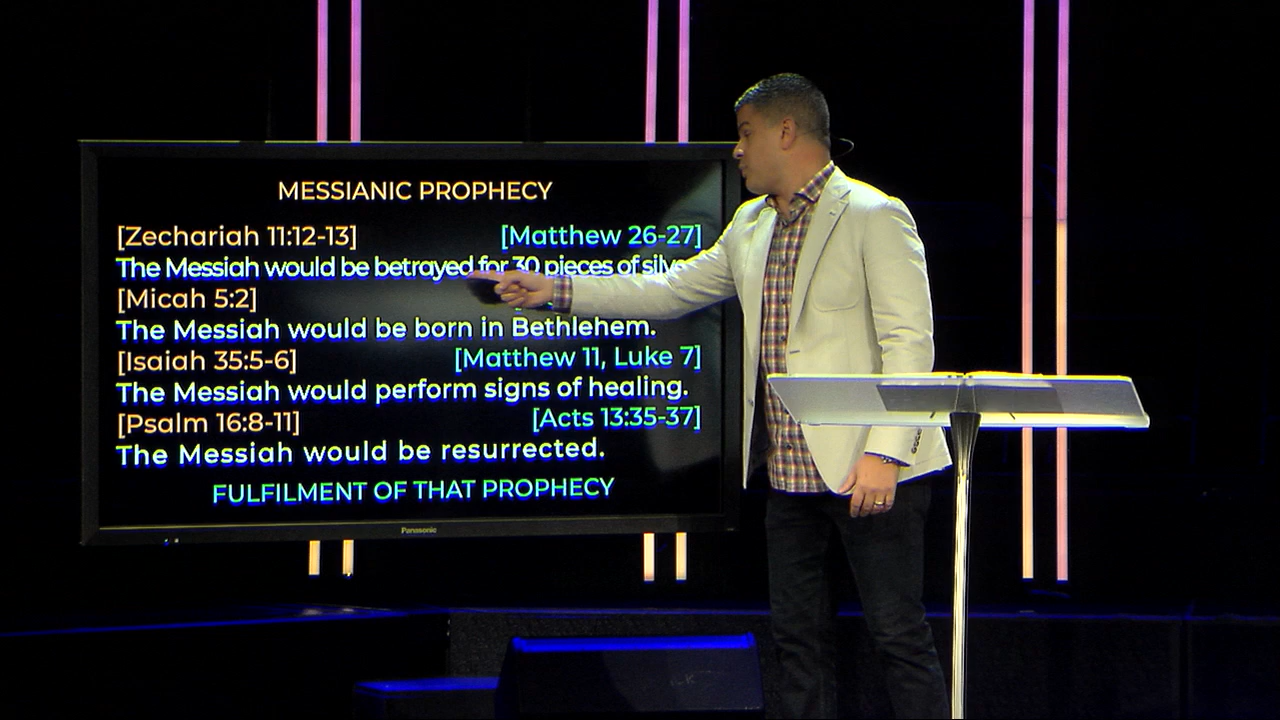 MESSIANIC PROPHECY
[Zechariah 11:12-13] [Matthew 26-27]
The Messiah would be betrayed for 30 pieces of
[Micah 5:2]
The Messiah would be born in Bethlehem.
[Isaiah 35:5-6] [Matthew 11, Luke 7]
The Messiah would perform signs of healing.
[Psalm 16:8-11] [Acts 13:35-37]
The Messiah would be resurrected.
FULFILMENT OF THAT PROPHECY
Panasonic